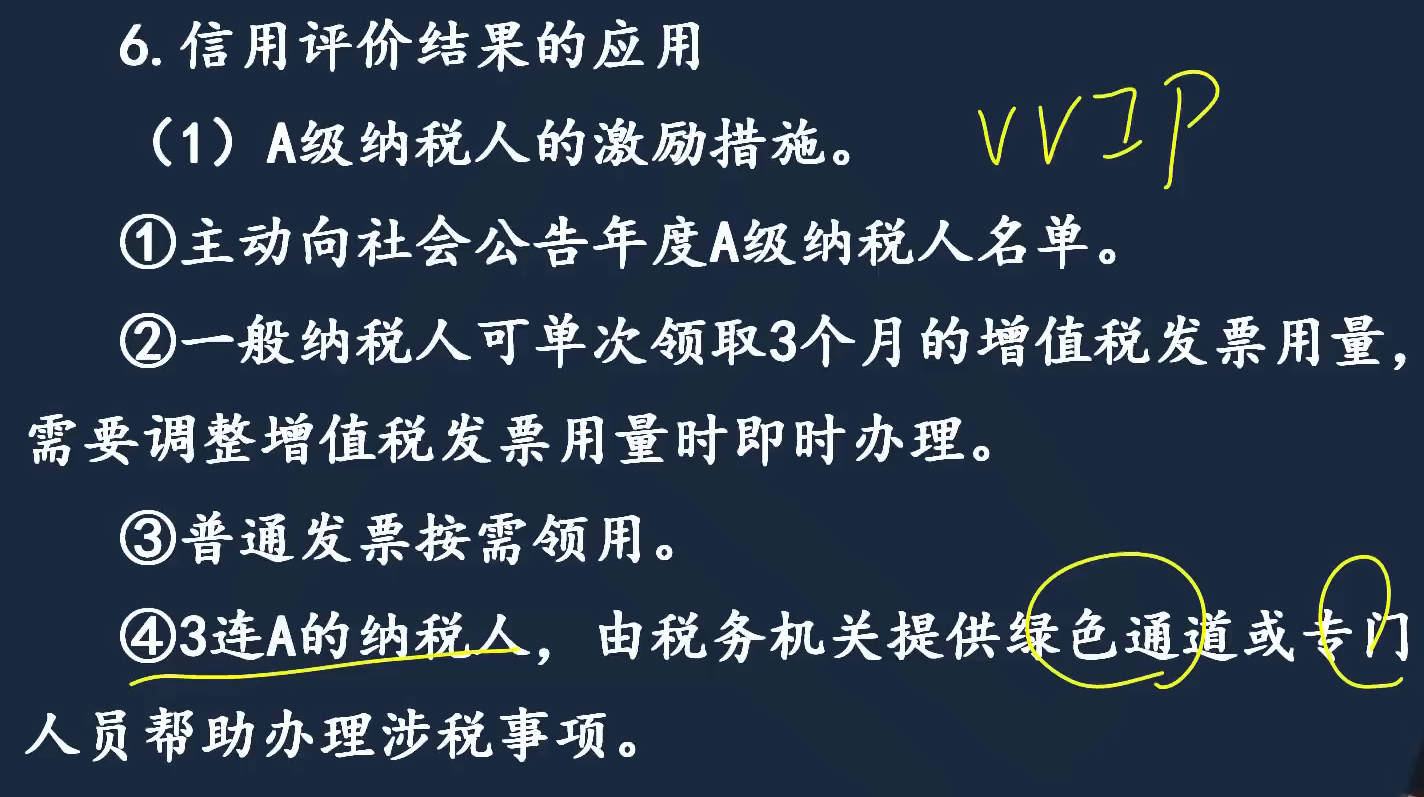 6.信用评价结果的应用
（1）A级纳税人的激励措施。
VVIP
①主动向社会公告年度A级纳税人名单。
②一般纳税人可单次领取3个月的增值税发票用量，
需要调整增值税发票用量时即时办理。
③普通发票按需领用。
④3连A的纳税人，由税务机关提供绿色通道或专门
人员帮助办理涉税事项。